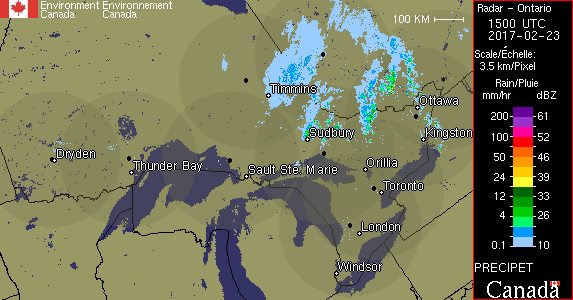 Environment Environnement
Canada Canada
100 KM
Timmins
Ottawa
Sudbury
Kingston
Dryden
Thunder Bay
Sault Ste. Marie
Orillia
Toronto
London
Windsor
Radar - Ontario
1500 UTC
2017-02-23
Scale/Échelle:
3.5 km/Pixel
Rain/Pluie
mm/hr dBZ
200 61
100 56
100 52
50 46
24 39
12 33
4 26
0.1 10
PRECIPET
Canada